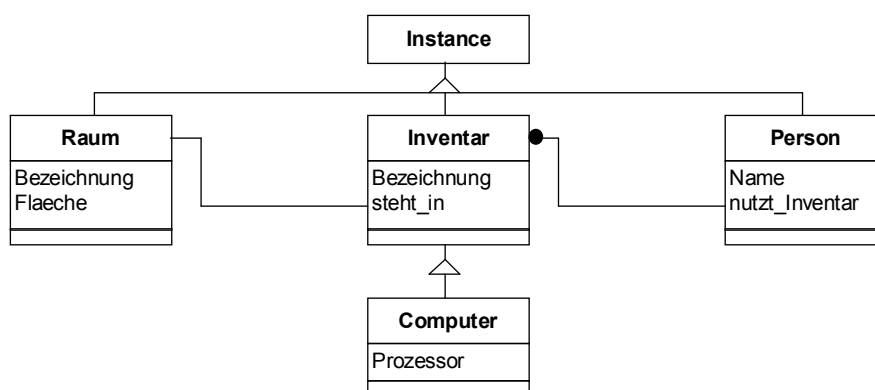 Instance
Raum
Bezeichnung
Flaeche
Inventar
Bezeichnung
steht_in
Person
Name
nutzt_Inventar
Computer
Prozessor